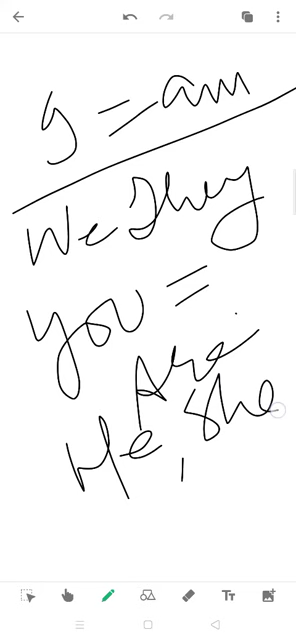 I = am
We They
you =
Are
He, She